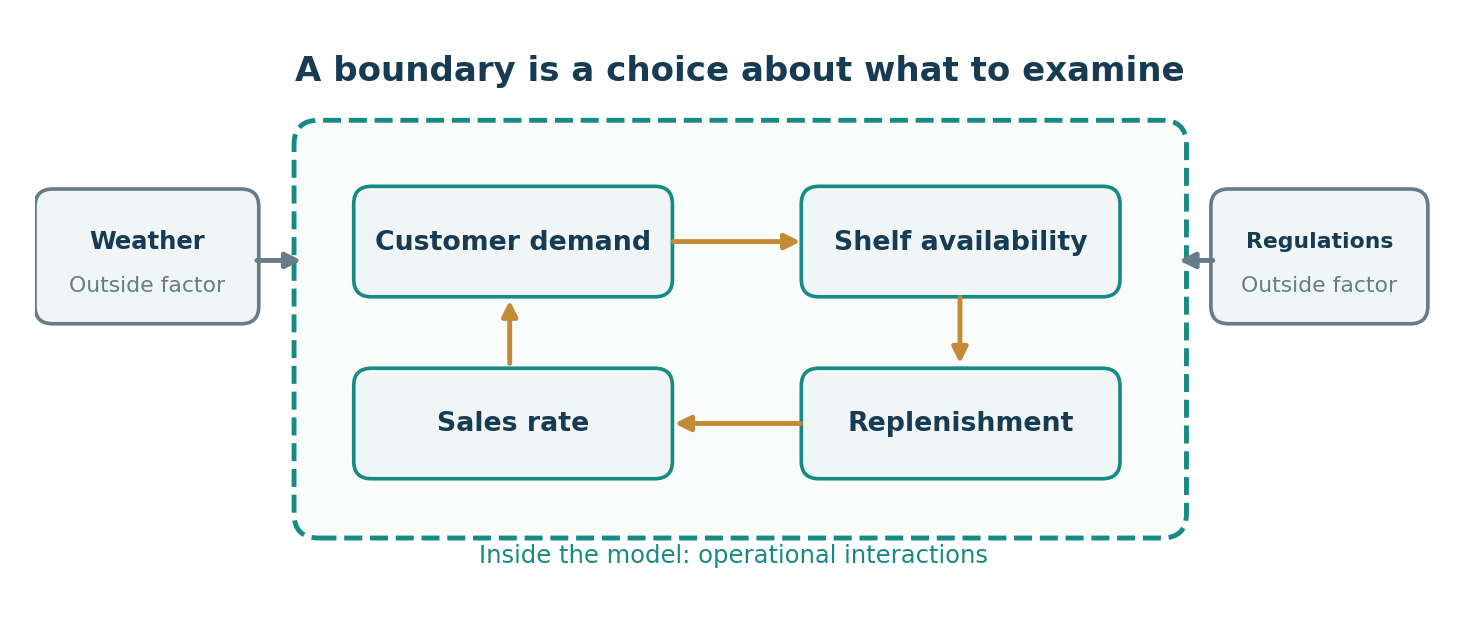 A boundary is a choice about what to examine
Weather
Outside factor
Customer demand
Shelf availability
Regulations
Outside factor
Sales rate
Replenishment
Inside the model: operational interactions